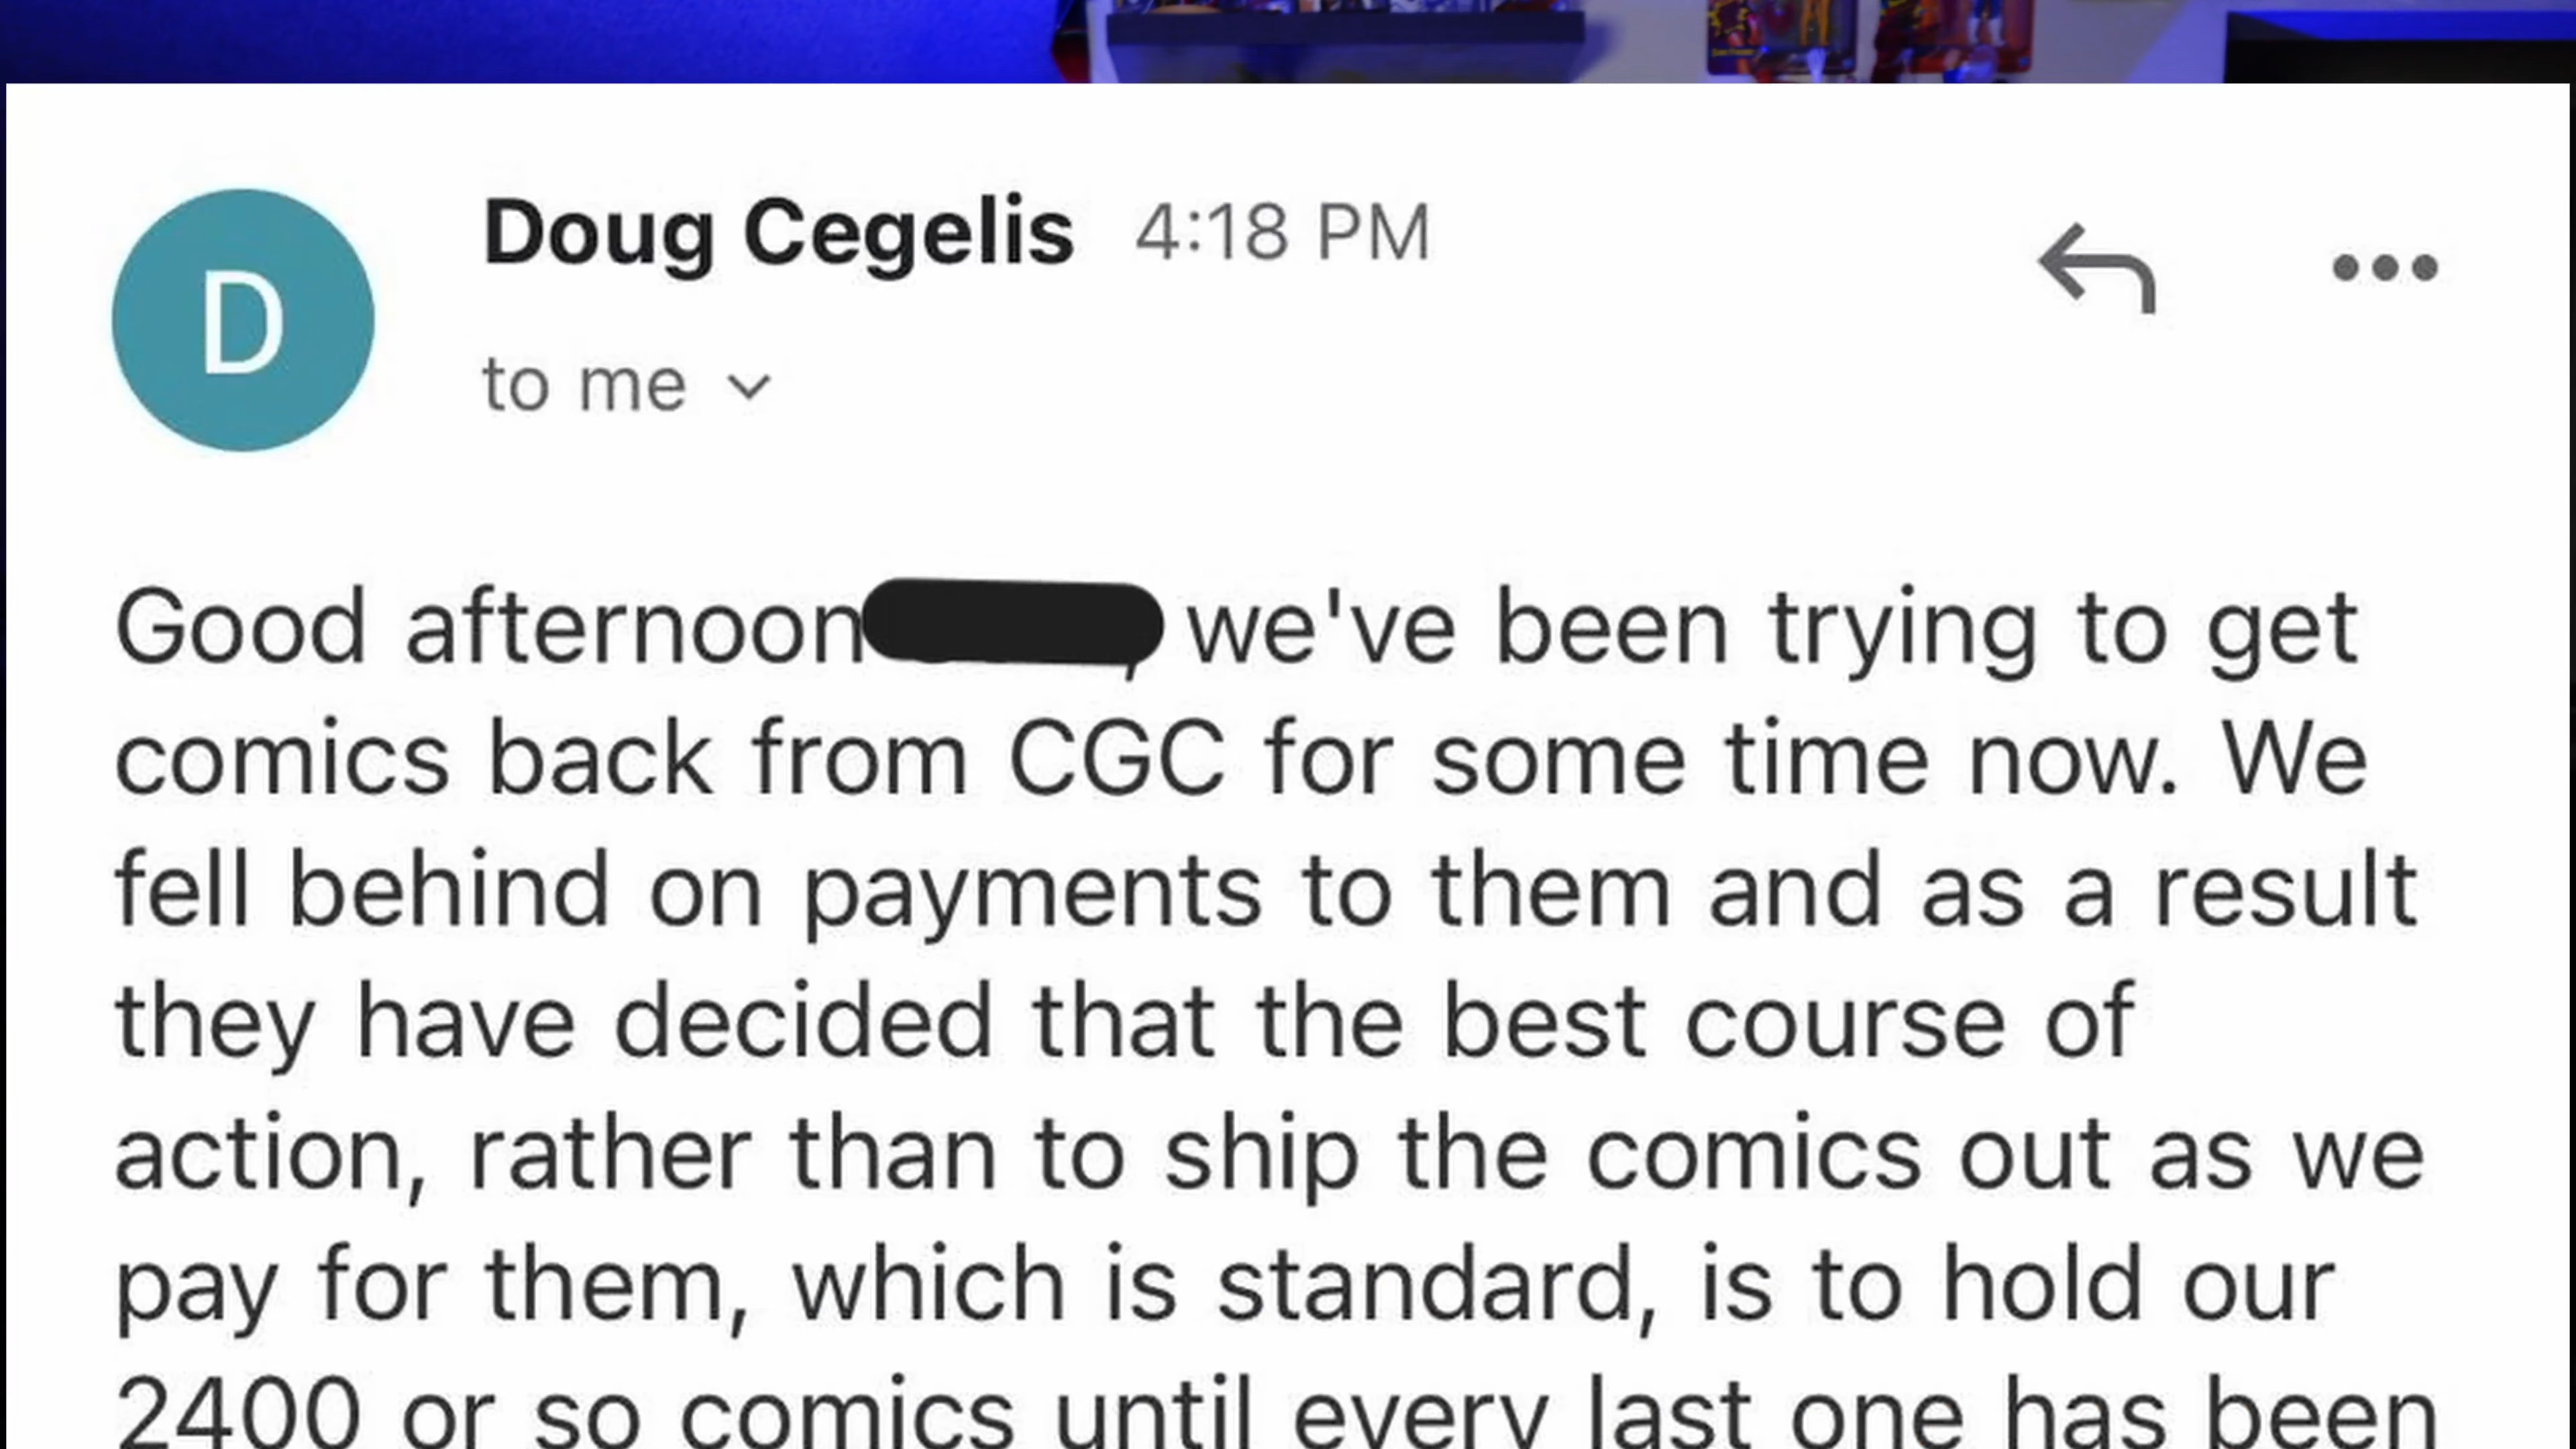 D
Doug Cegelis 4:18 PM
to me
Good afternoon , we've been trying to get
comics back from CGC for some time now. We
fell behind on payments to them and as a result
they have decided that the best course of
action, rather than to ship the comics out as we
pay for them, which is standard, is to hold our
2400 or so comics until every last one has been